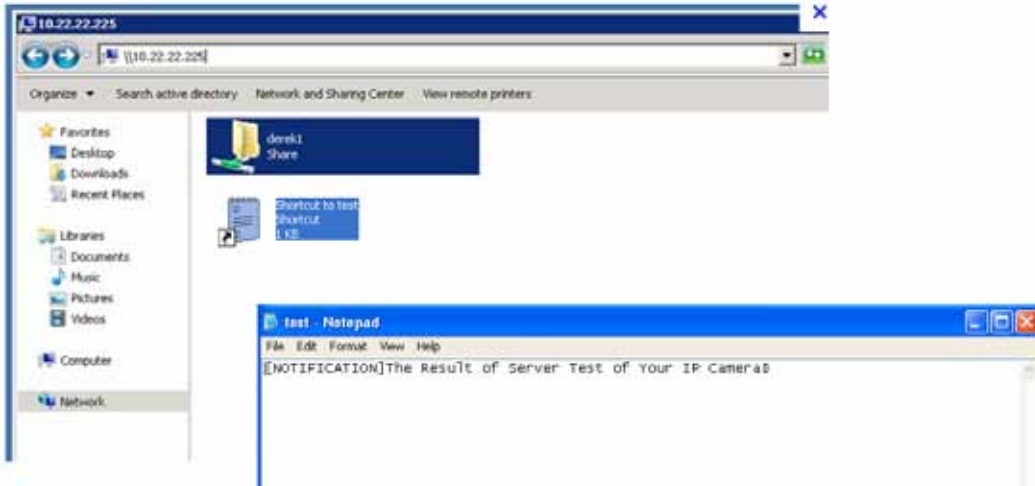 10.22.22.225
\\10.22.22.225
Organize Search active directory Network and Sharing Center View remote printers
Favorites
Desktop
Downloads
Recent Places
Libraries
Documents
Music
Pictures
Videos
Computer
Network
derek1
Share
Shortcut to test
Shortcut
1 KB
test - Notepad
File Edit Format View Help
[NOTIFICATION]The Result of Server Test of Your IP Camera